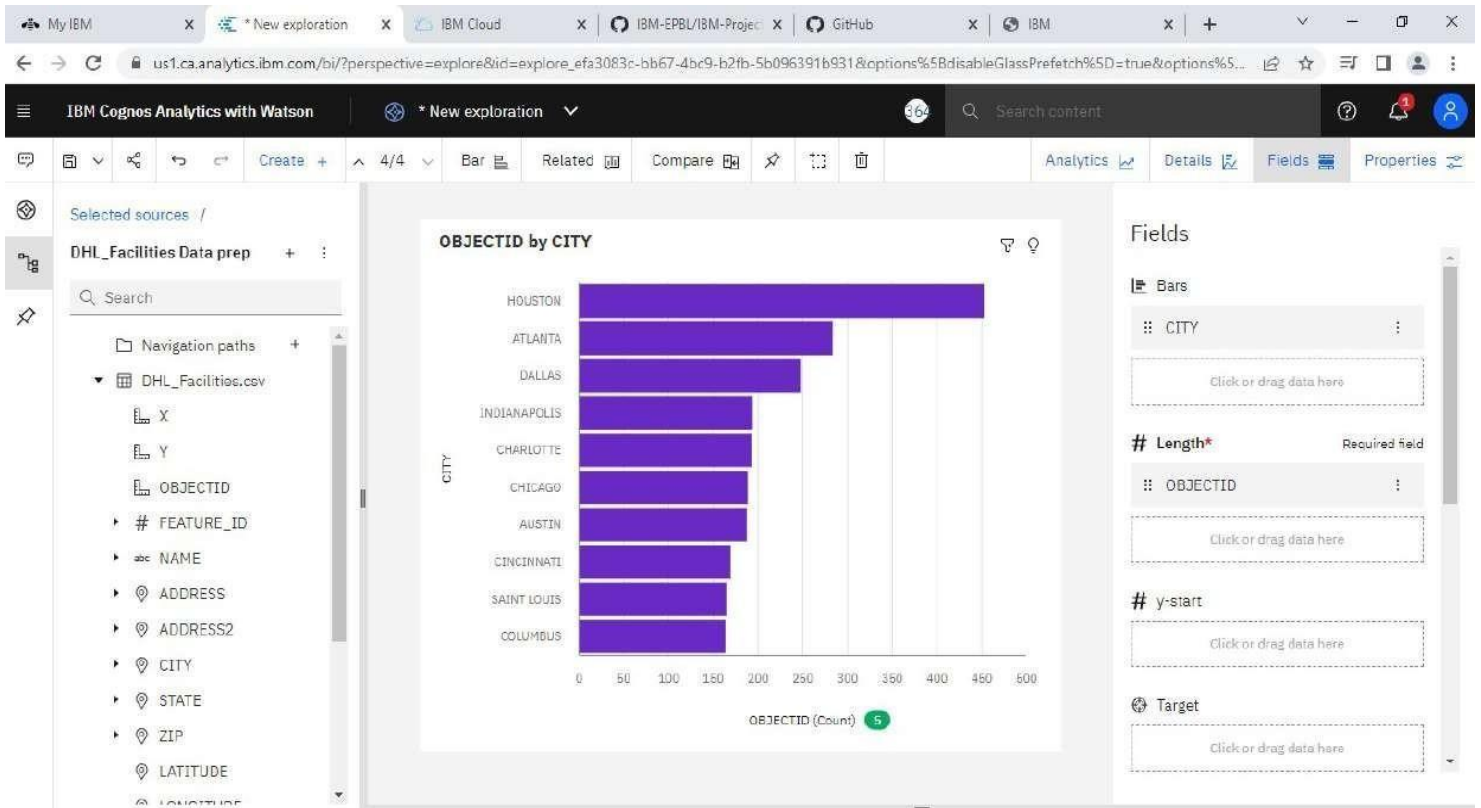 My IBM
* New exploration
IBM Cloud
IBM-EPBL/IBM-Projec
GitHub
IBM
us1.ca.analytics.ibm.com/bi/?perspective=explore&id=explore_efa3083c-bb67-4bc9-b2fb-5b096391b931&options%5BdisableGlassPrefetch%5D=true&options%5...
IBM Cognos Analytics with Watson
* New exploration
364
Search content
1
Create +
4/4
Bar
Related
Compare
Analytics
Details
Fields
Properties
Selected sources /
DHL_Facilities Data prep
Search
Navigation paths
DHL_Facilities.csv
X
Y
OBJECTID
# FEATURE_ID
abc NAME
ADDRESS
ADDRESS2
CITY
STATE
ZIP
LATITUDE
LONGITUDE
OBJECTID by CITY
CITY
HOUSTON
ATLANTA
DALLAS
INDIANAPOLIS
CHARLOTTE
CHICAGO
AUSTIN
CINCINNATI
SAINT LOUIS
COLUMBUS
0 50 100 150 200 250 300 350 400 450 500
OBJECTID (Count) 5
Fields
Bars
CITY
Click or drag data here
# Length* Required field
OBJECTID
Click or drag data here
# y-start
Click or drag data here
Target
Click or drag data here